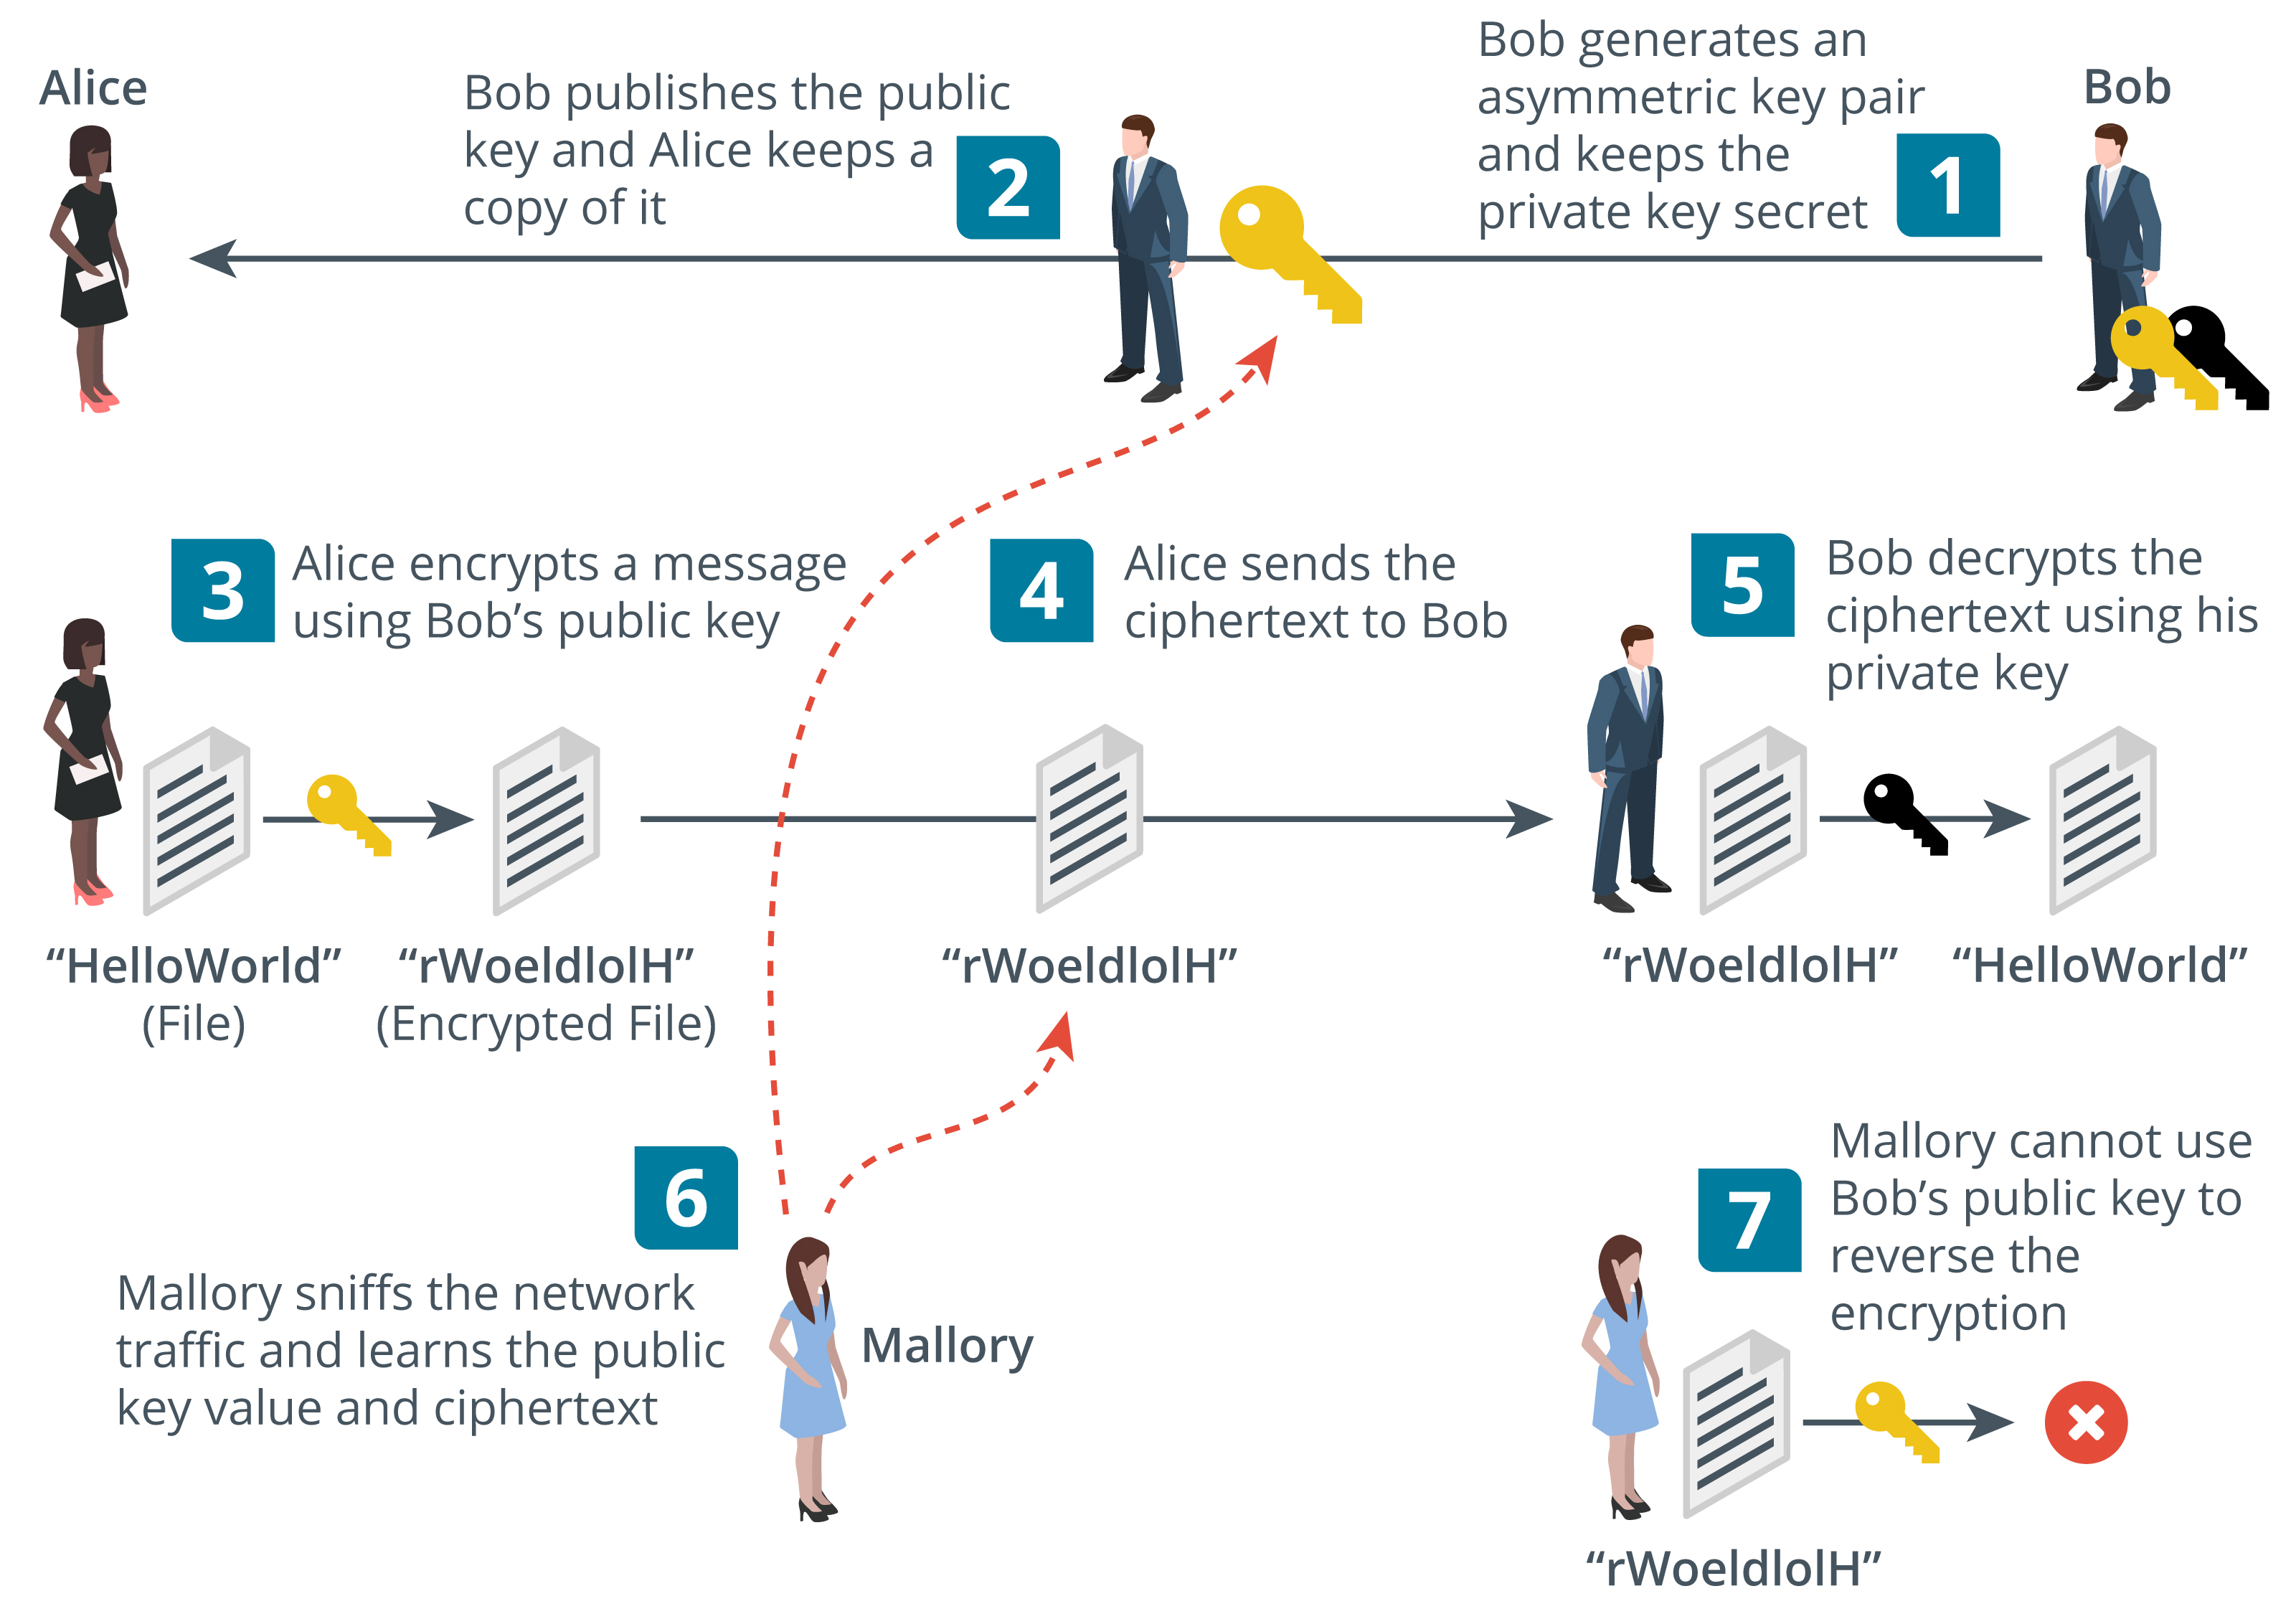 Alice
Bob publishes the public
key and Alice keeps a
copy of it
2
Bob generates an
asymmetric key pair
and keeps the
private key secret
1
Bob
3
Alice encrypts a message
using Bob’s public key
4
Alice sends the
ciphertext to Bob
5
Bob decrypts the
ciphertext using his
private key
“HelloWorld”
(File)
“rWoeldlolH”
(Encrypted File)
“rWoeldlolH”
“rWoeldlolH”
“HelloWorld”
6
Mallory sniffs the network
traffic and learns the public
key value and ciphertext
Mallory
7
Mallory cannot use
Bob’s public key to
reverse the
encryption
“rWoeldlolH”